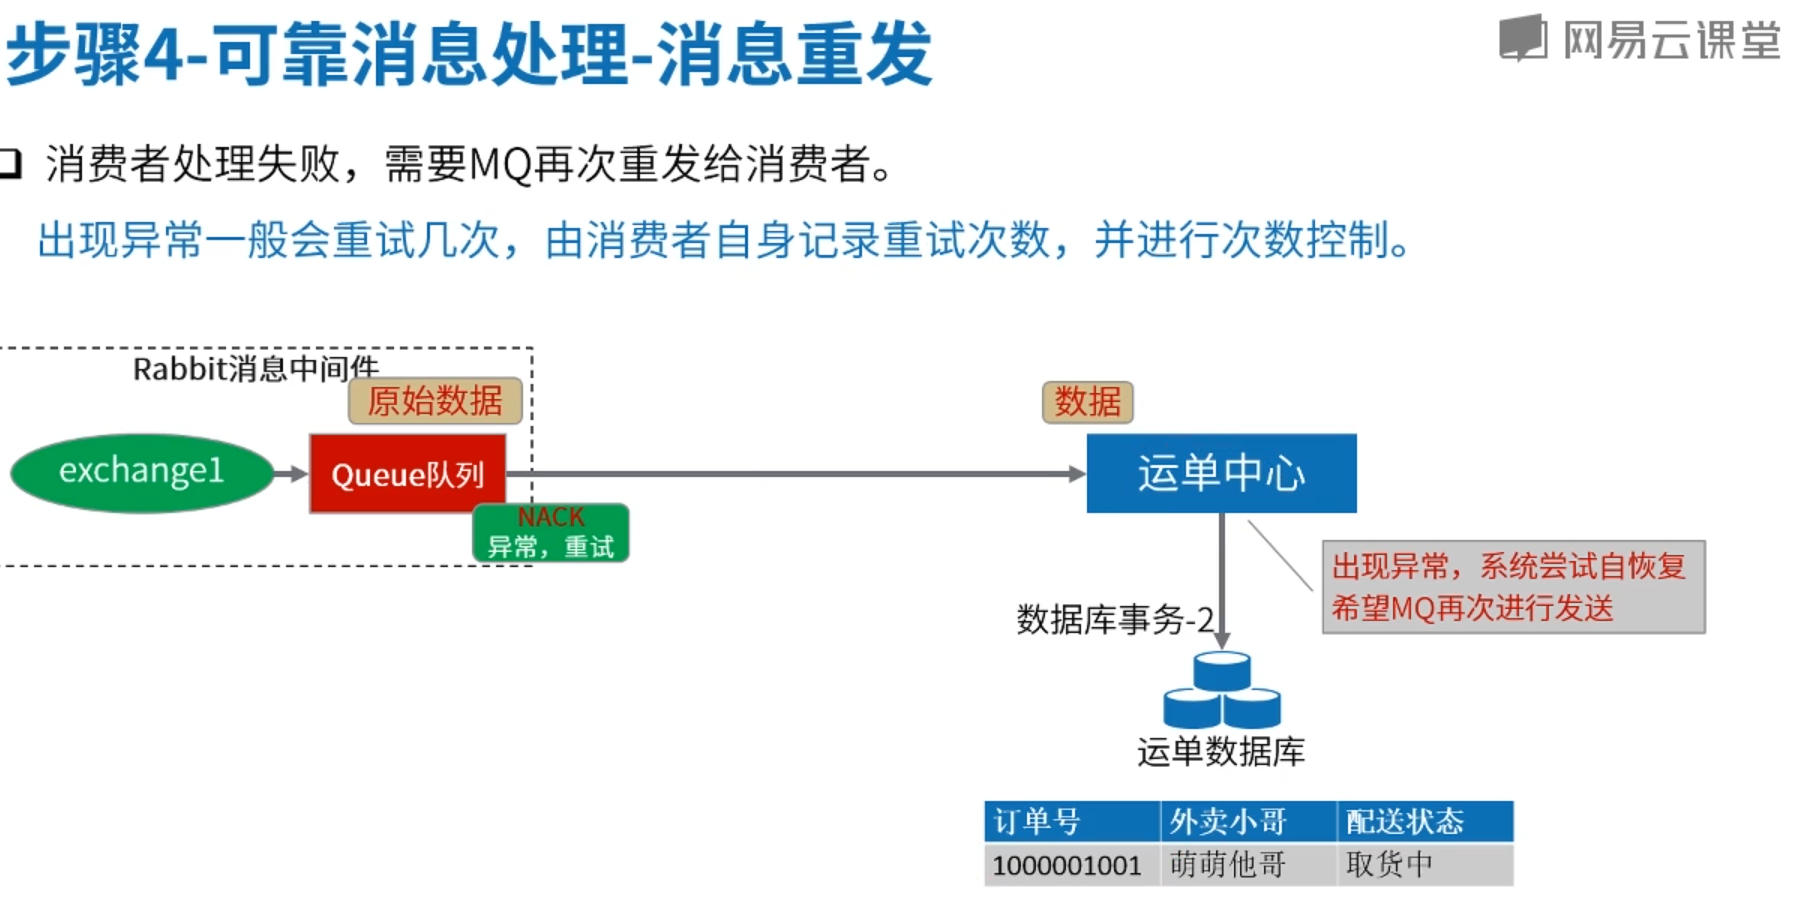 步骤4-可靠消息处理-消息重发
网易云课堂
消费者处理失败，需要MQ再次重发给消费者。
出现异常一般会重试几次，由消费者自身记录重试次数，并进行次数控制。
Rabbit消息中间件
原始数据
数据
exchange1
Queue队列
运单中心
NACK
异常，重试
出现异常，系统尝试自恢复
希望MQ再次进行发送
数据库事务-2
运单数据库
订单号 外卖小哥 配送状态
1000001001 萌萌他哥 取货中